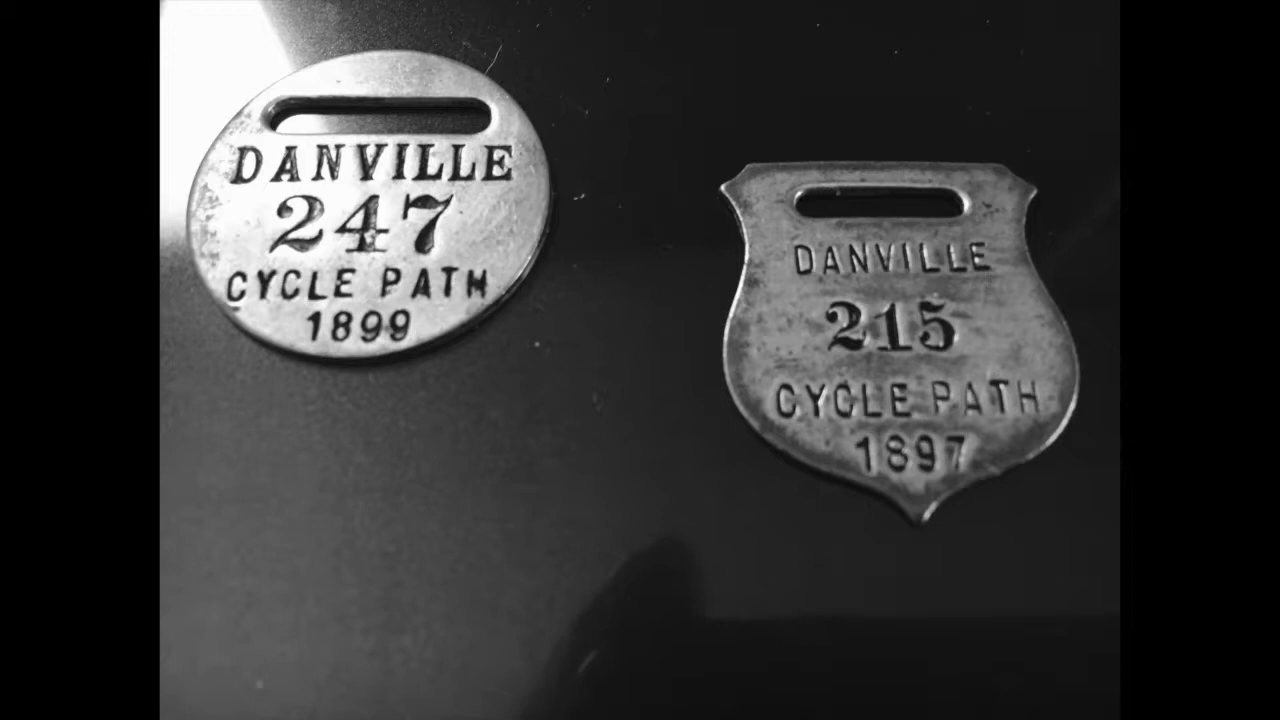 DANVILLE
247
CYCLE PATH
1899
DANVILLE
215
CYCLE PATH
1897